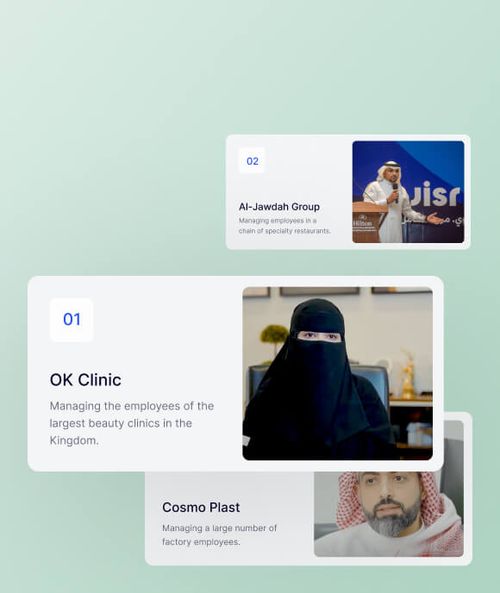 02
Al-Jawdah Group
Managing employees in a
chain of specialty restaurants.
jisr
Hilton
01
OK Clinic
Managing the employees of the
largest beauty clinics in the
Kingdom.
Cosmo Plast
Managing a large number of
factory employees.